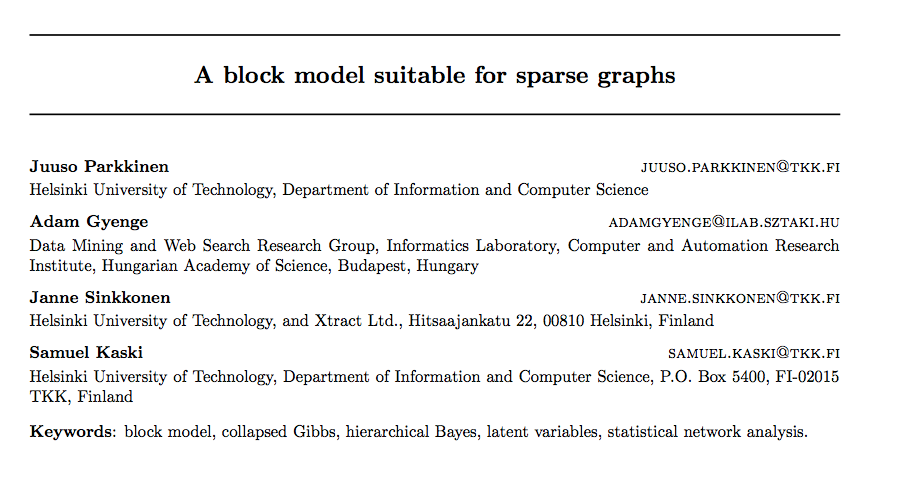 A block model suitable for sparse graphs
Juuso Parkkinen JUUSO.PARKKINEN@TKK.FI
Helsinki University of Technology, Department of Information and Computer Science
Adam Gyenge ADAMGYENGE@ILAB.SZTAKI.HU
Data Mining and Web Search Research Group, Informatics Laboratory, Computer and Automation Research
Institute, Hungarian Academy of Science, Budapest, Hungary
Janne Sinkkonen JANNE.SINKKONEN@TKK.FI
Helsinki University of Technology, and Xtract Ltd., Hitsaajankatu 22, 00810 Helsinki, Finland
Samuel Kaski SAMUEL.KASKI@TKK.FI
Helsinki University of Technology, Department of Information and Computer Science, P.O. Box 5400, FI-02015
TKK, Finland
Keywords: block model, collapsed Gibbs, hierarchical Bayes, latent variables, statistical network analysis.